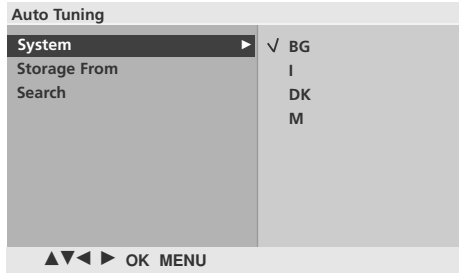 Auto Tuning
System ► √ BG
Storage From I
Search DK
M
▲▼◄ ► OK MENU